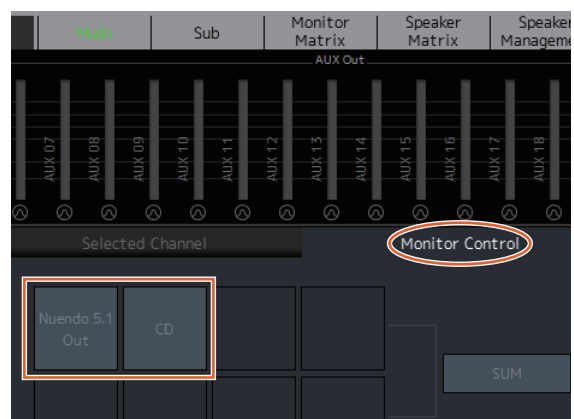 Main
Sub
Monitor
Matrix
Speaker
Matrix
Speaker
Manageme
AUX Out
AUX 07
AUX 08
AUX 09
AUX 10
AUX 11
AUX 12
AUX 13
AUX 14
AUX 15
AUX 16
AUX 17
AUX 18
Selected Channel
Monitor Control
Nuendo 5.1
Out
CD
SUM